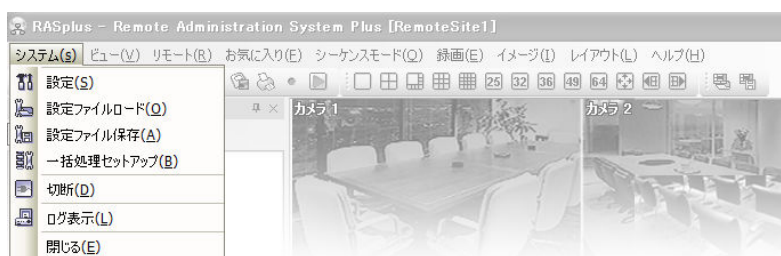 RASplus - Remote Administration System Plus [RemoteSite1]
システム(s) ビュー(V) リモート(R) お気に入り(F) シーケンスモード(Q) 録画(E) イメージ(I) レイアウト(L) ヘルプ(H)
設定(S)
25 32 36 49 64
設定ファイルロード(O)
カメラ 1 カメラ 2
設定ファイル保存(A)
一括処理セットアップ(B)
切断(D)
ログ表示(L)
閉じる(E)